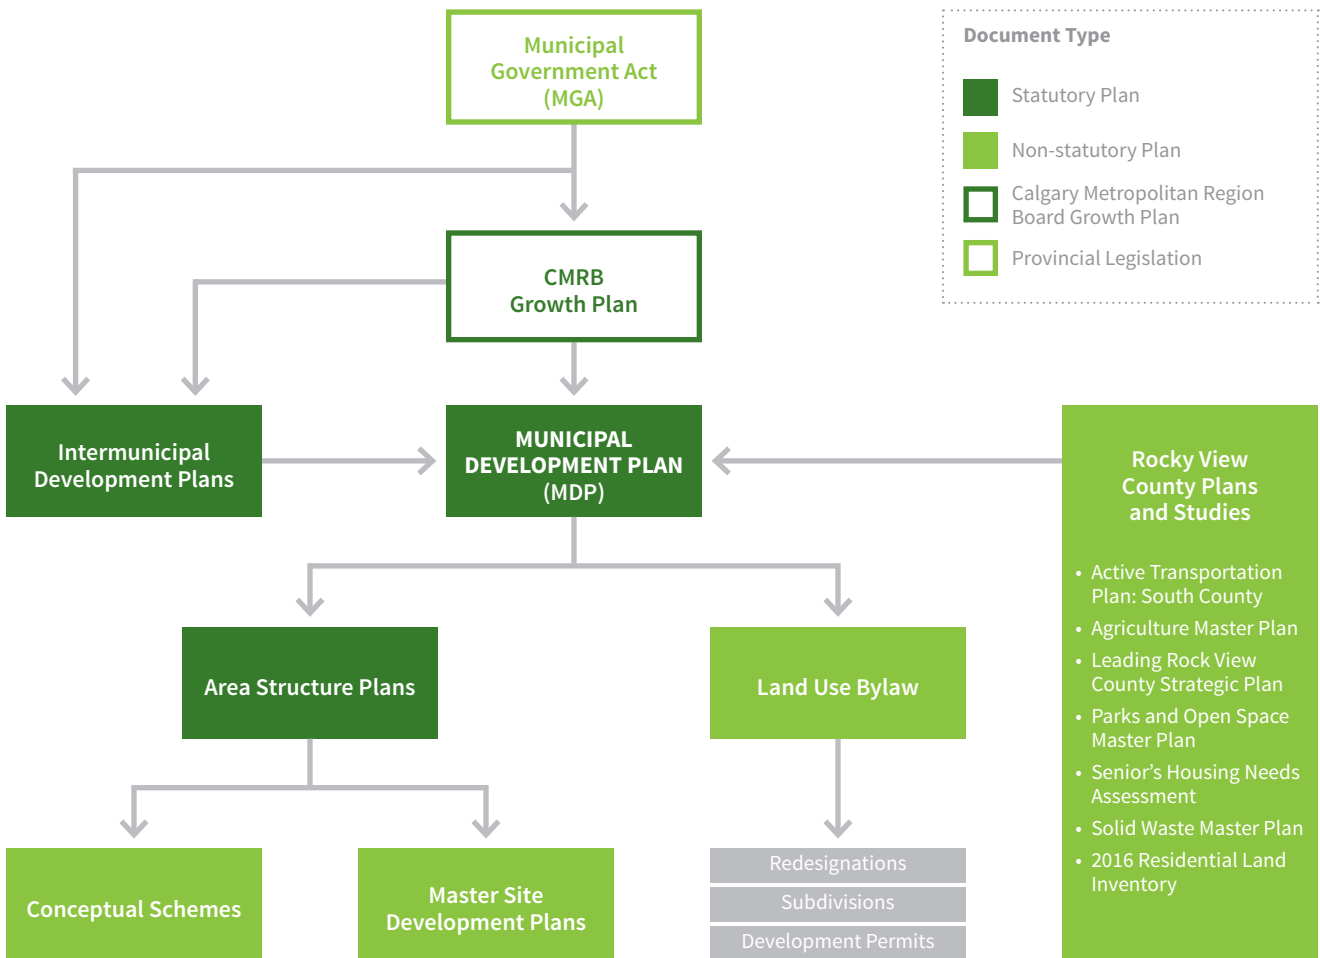 Municipal
Government Act
(MGA)
Document Type
Statutory Plan
Non-statutory Plan
Calgary Metropolitan Region
Board Growth Plan
Provincial Legislation
CMRB
Growth Plan
Intermunicipal
Development Plans
MUNICIPAL
DEVELOPMENT PLAN
(MDP)
Rocky View
County Plans
and Studies
• Active Transportation
Plan: South County
• Agriculture Master Plan
• Leading Rock View
County Strategic Plan
• Parks and Open Space
Master Plan
• Senior’s Housing Needs
Assessment
• Solid Waste Master Plan
• 2016 Residential Land
Inventory
Area Structure Plans
Land Use Bylaw
Conceptual Schemes
Master Site
Development Plans
Redesignations
Subdivisions
Development Permits